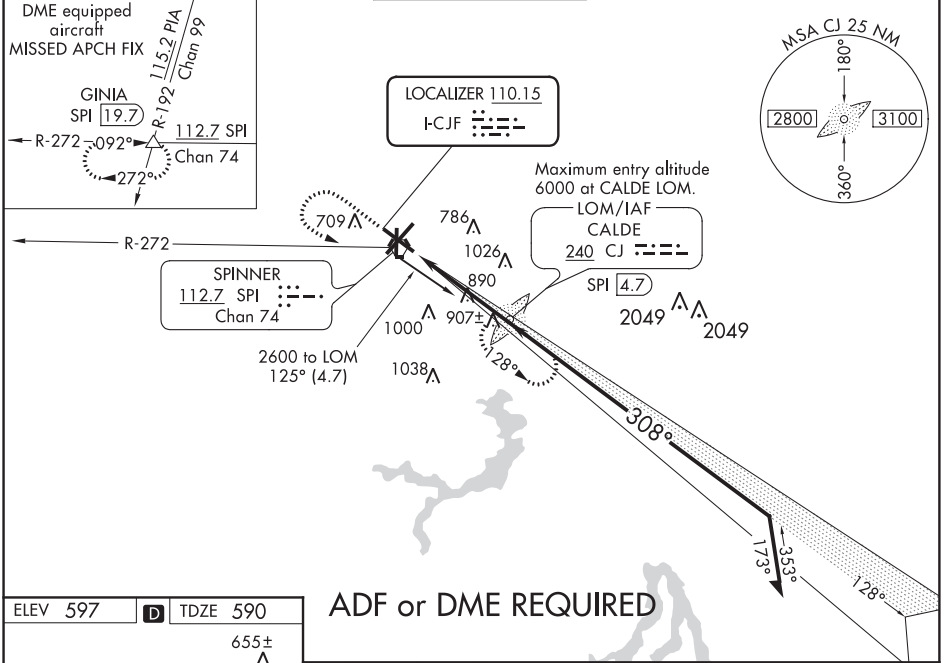 DME equipped
aircraft
MISSED APCH FIX
115.2 PIA
Chan 99
R-192
GINIA
SPI 19.7
112.7 SPI
Chan 74
R-272
092°
272°
LOCALIZER 110.15
I-CJF
MSA CJ 25 NM
180°
2800
3100
360°
Maximum entry altitude
6000 at CALDE LOM.
LOM/IAF
CALDE
240 CJ
SPI 4.7
709
786
1026
890
R-272
SPINNER
112.7 SPI
Chan 74
1000
907±
2049
2049
2600 to LOM
125° (4.7)
1038
128°
308°
173°
353°
128°
ELEV 597
D
TDZE 590
655±
ADF or DME REQUIRED